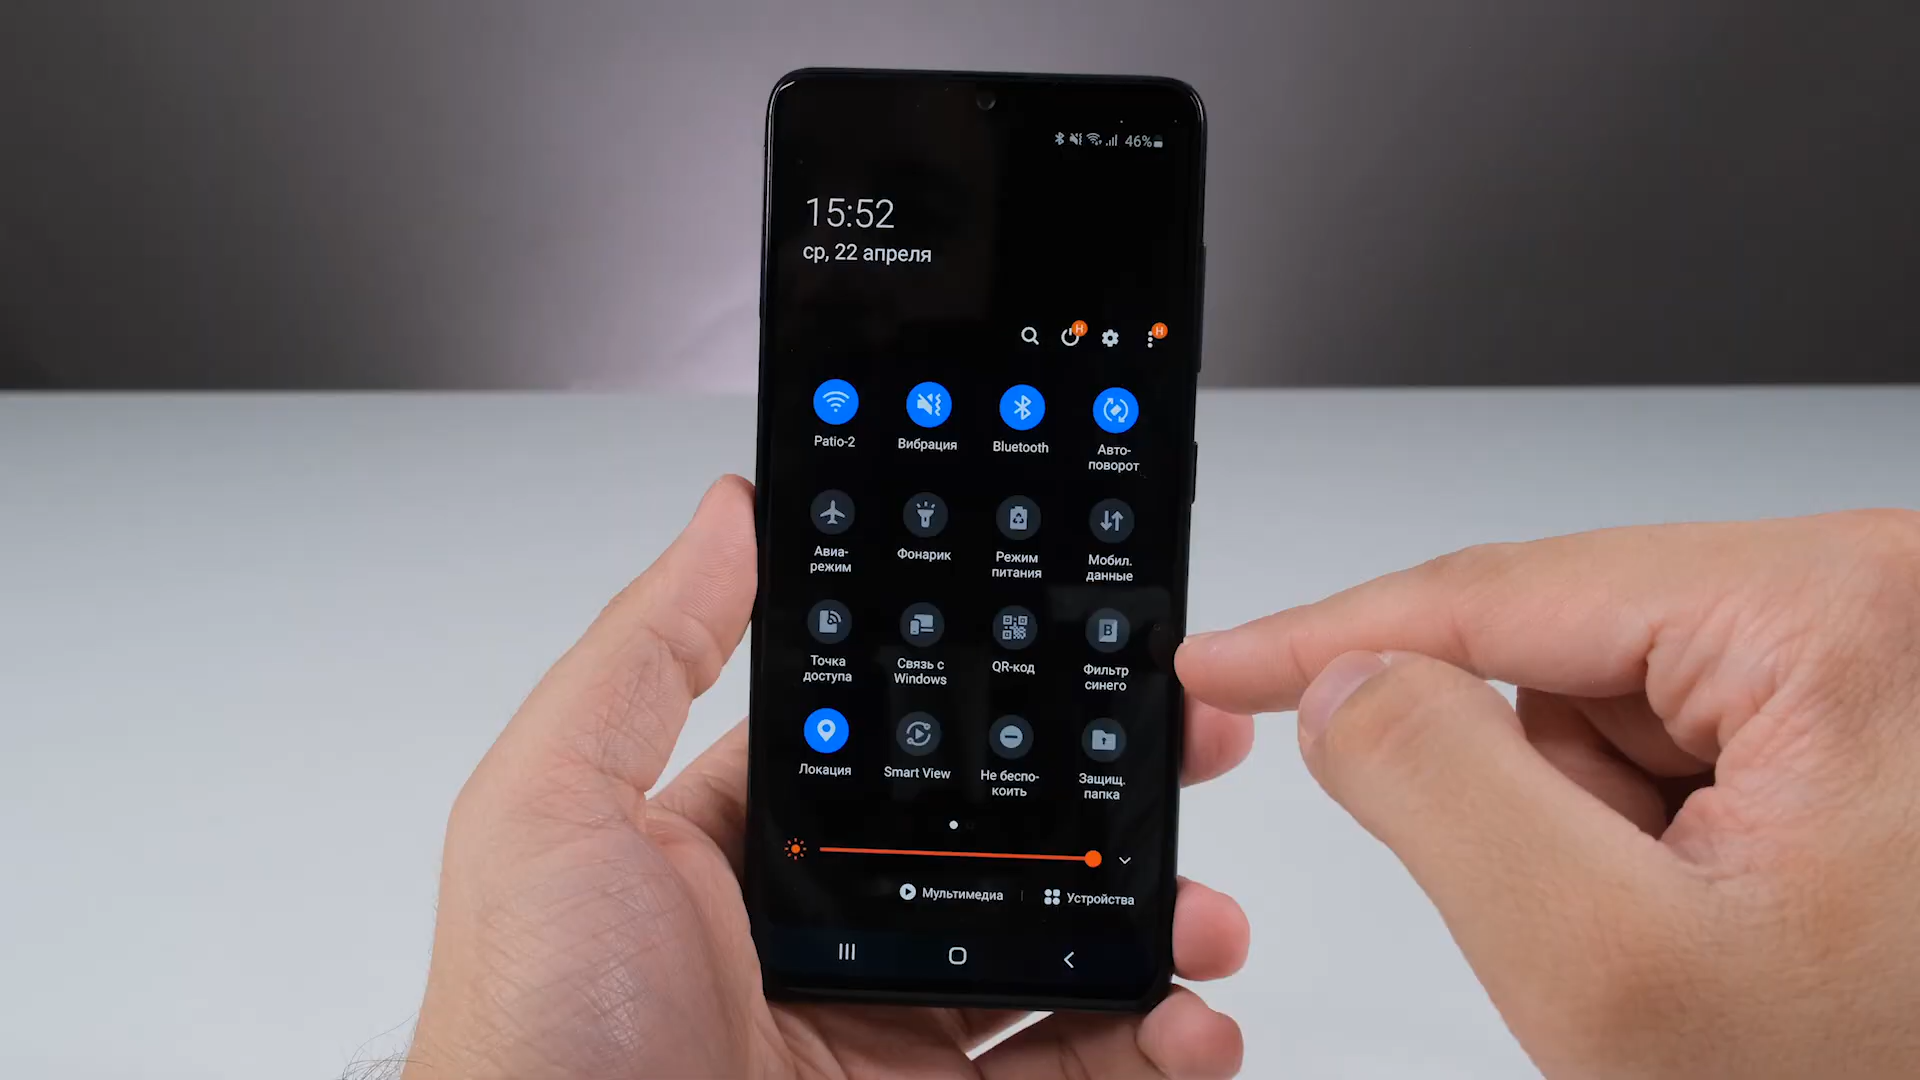 46%
15:52
ср, 22 апреля
Н
Н
Patio-2
Вибрация
Bluetooth
Авто-
поворот
Авиа-
режим
Фонарик
Режим
питания
Мобил.
данные
Точка
доступа
Связь с
Windows
QR-код
B
Фильтр
синего
Локация
Smart View
Не беспо-
коить
Защищ.
папка
Мультимедиа
Устройства